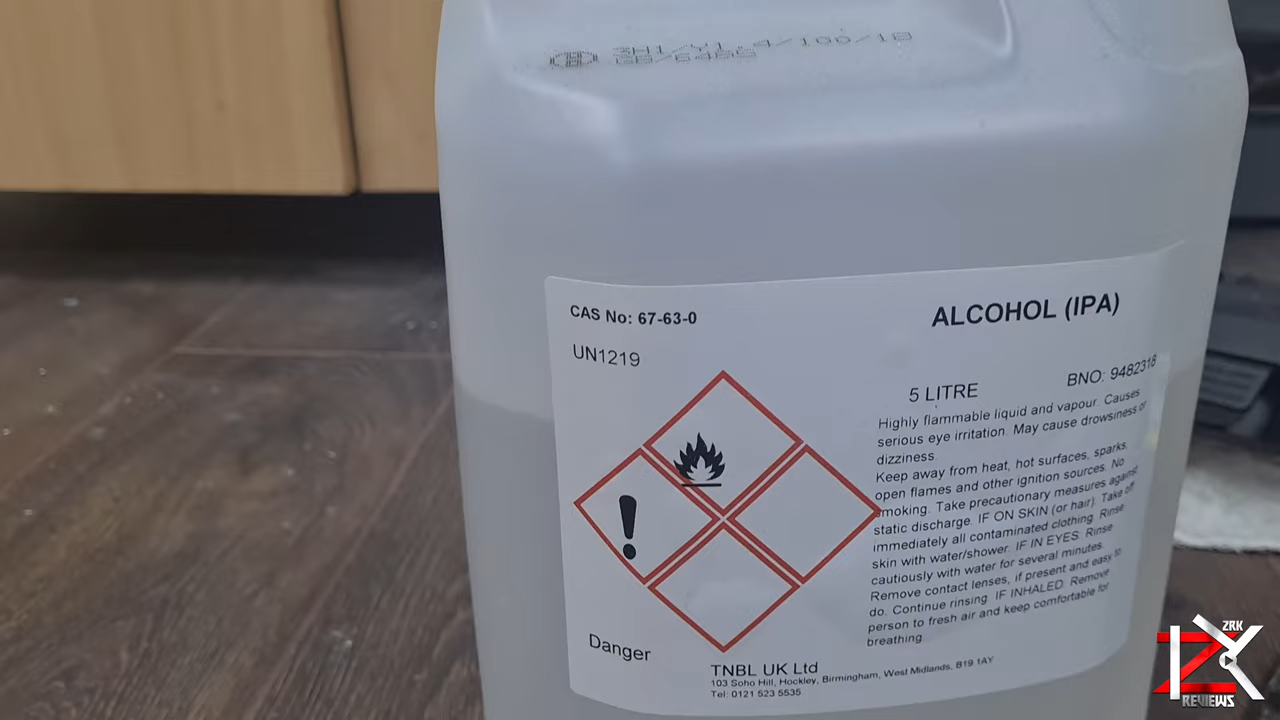 3H1/Y1.4/100/18
GB/6466
CAS No: 67-63-0
UN1219
ALCOHOL (IPA)
5 LITRE
BNO: 9482318
Highly flammable liquid and vapour. Causes
serious eye irritation. May cause drowsiness or
dizziness.
Keep away from heat, hot surfaces, sparks,
open flames and other ignition sources. No
smoking. Take precautionary measures against
static discharge. IF ON SKIN (or hair): Take off
immediately all contaminated clothing. Rinse
skin with water/shower. IF IN EYES: Rinse
cautiously with water for several minutes.
Remove contact lenses, if present and easy to
do. Continue rinsing. IF INHALED: Remove
person to fresh air and keep comfortable for
breathing.
Danger
TNBL UK Ltd
103 Soho Hill, Hockley, Birmingham, West Midlands, B19 1AY
Tel: 0121 523 5535
ZRK
REVIEWS